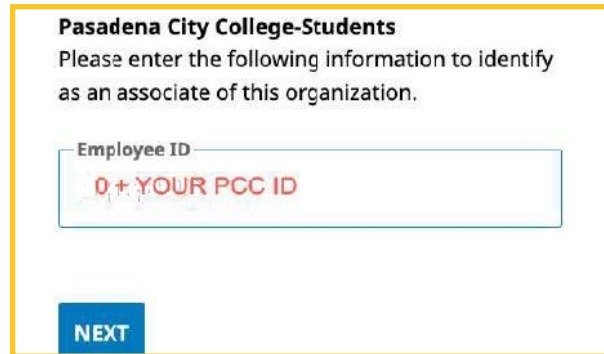 Pasadena City College-Students
Please enter the following information to identify
as an associate of this organization.
Employee ID
0 + YOUR PCC ID
NEXT